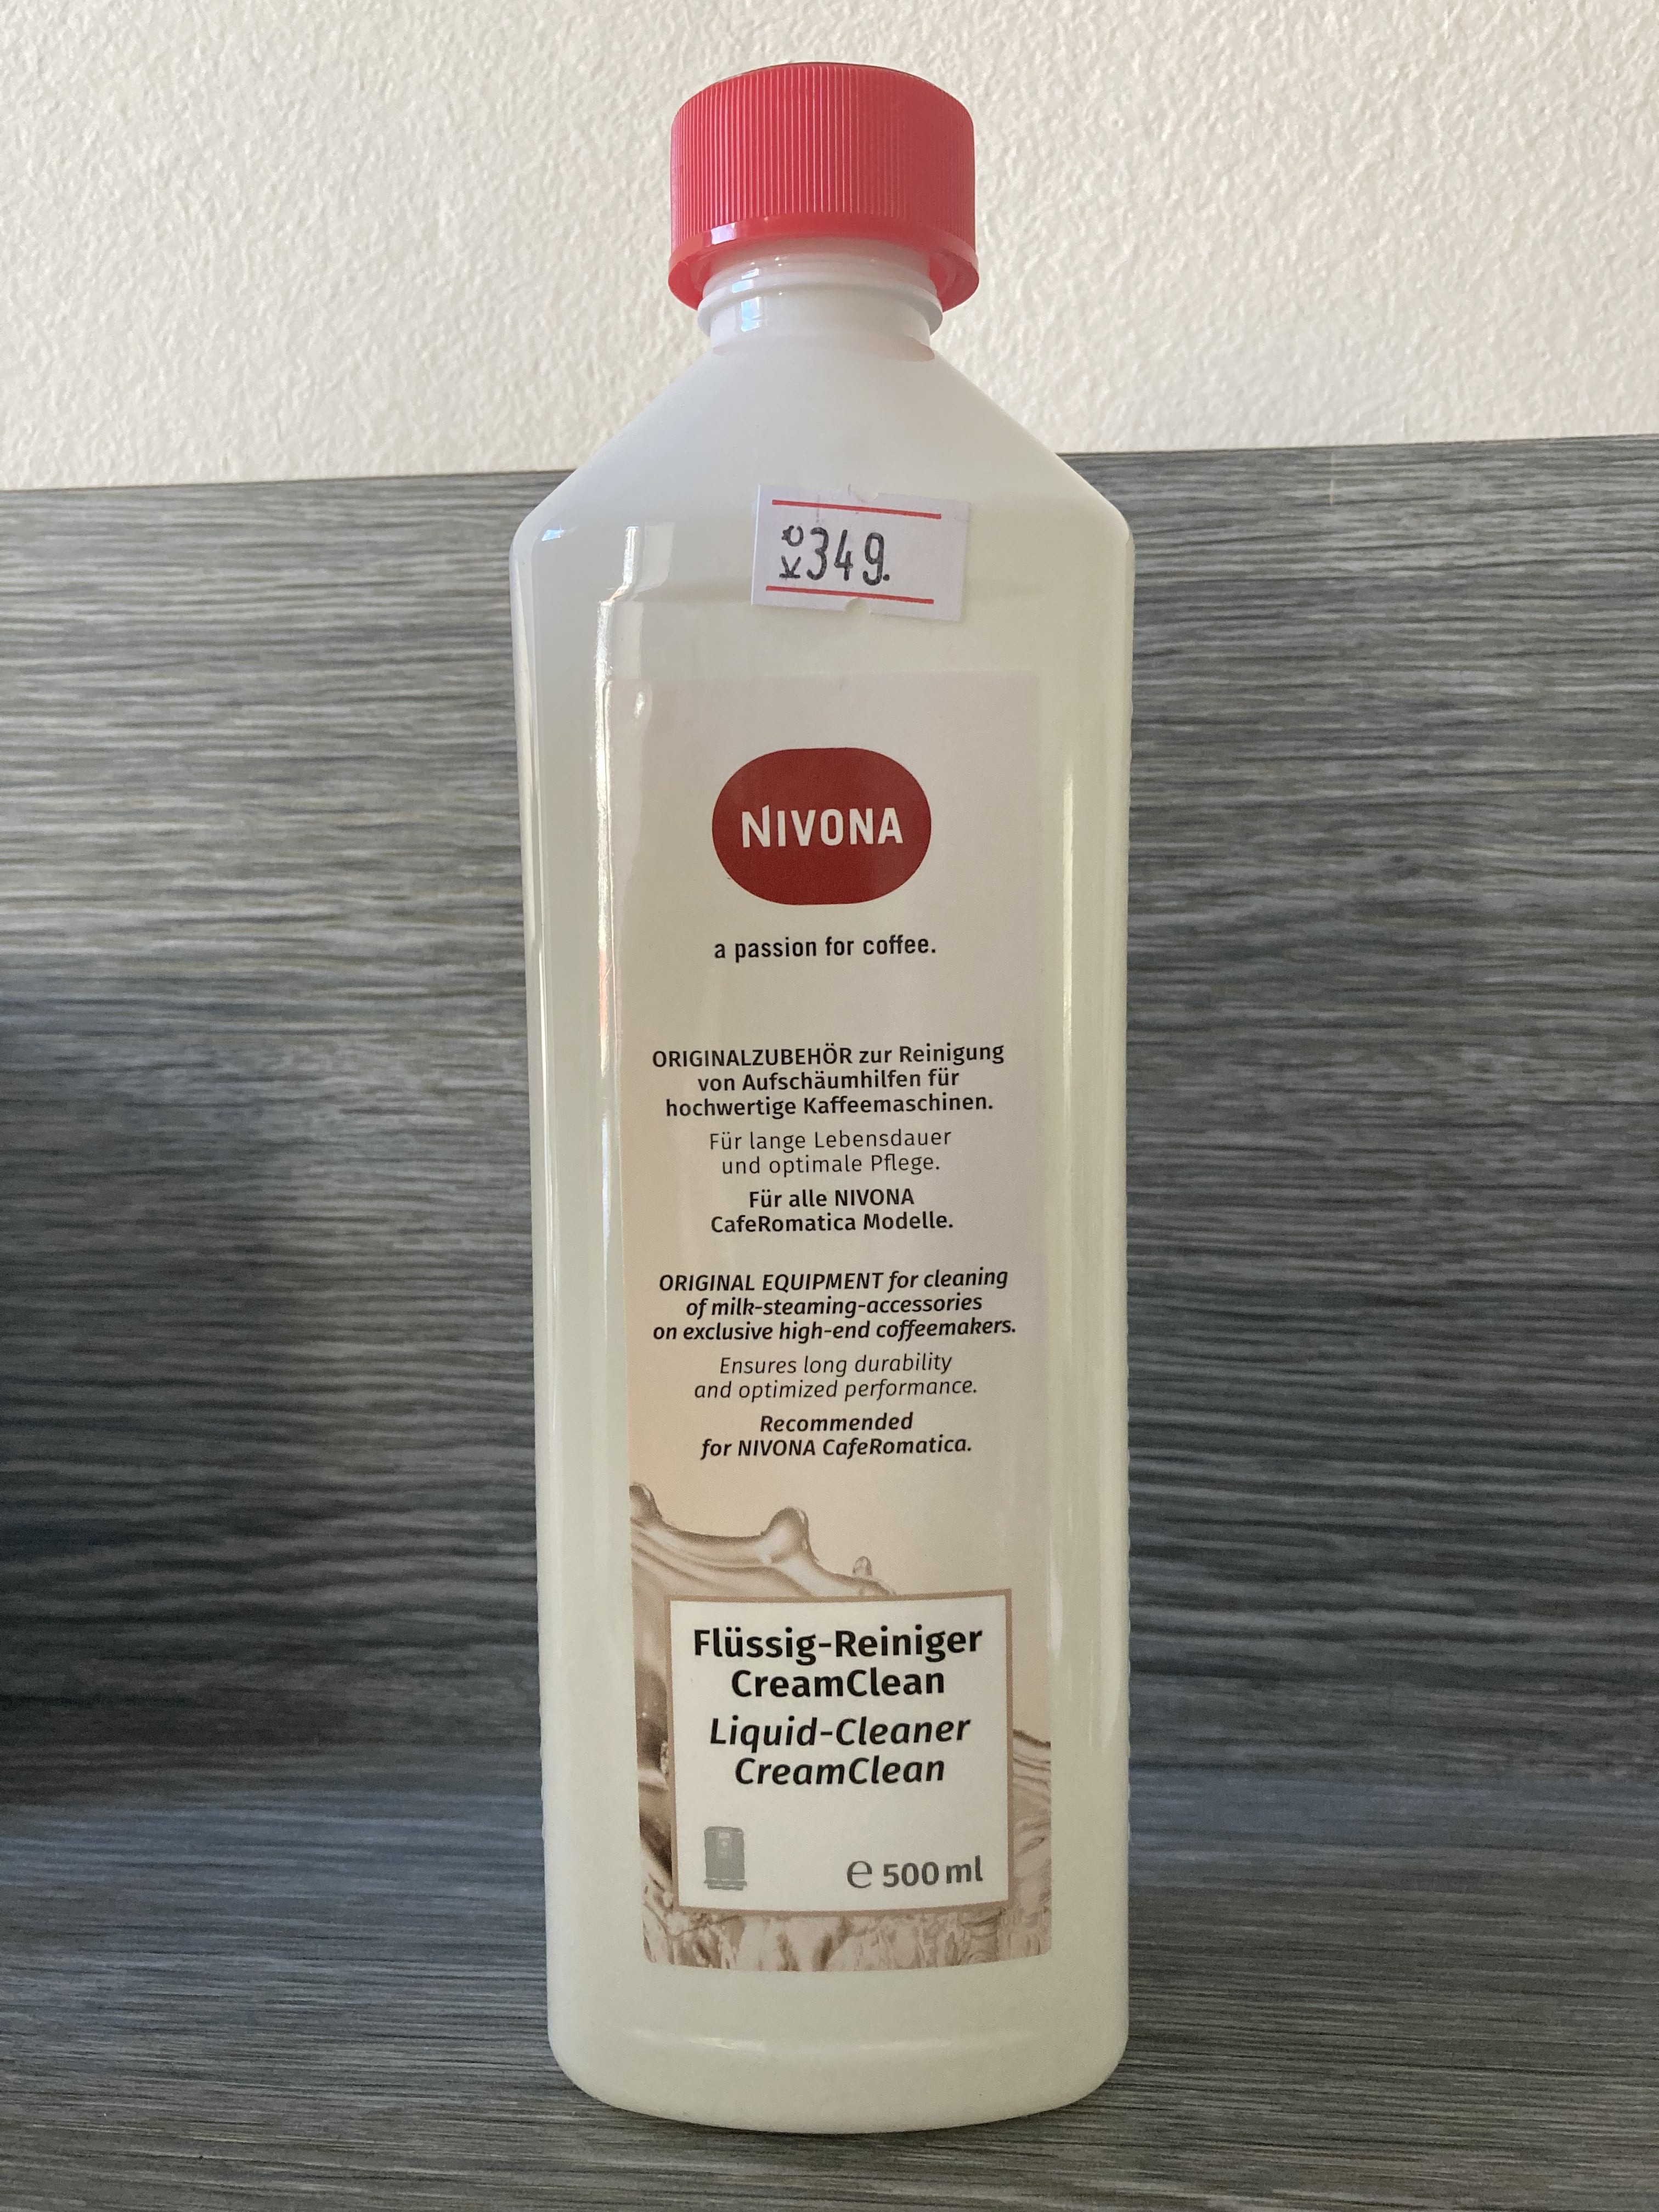 Kč 349.
NIVONA
a passion for coffee.
ORIGINALZUBEHÖR zur Reinigung
von Aufschäumhilfen für
hochwertige Kaffeemaschinen.
Für lange Lebensdauer
und optimale Pflege.
Für alle NIVONA
CafeRomatica Modelle.
ORIGINAL EQUIPMENT for cleaning
of milk-steaming-accessories
on exclusive high-end coffeemakers.
Ensures long durability
and optimized performance.
Recommended
for NIVONA CafeRomatica.
Flüssig-Reiniger
CreamClean
Liquid-Cleaner
CreamClean
℮ 500 ml